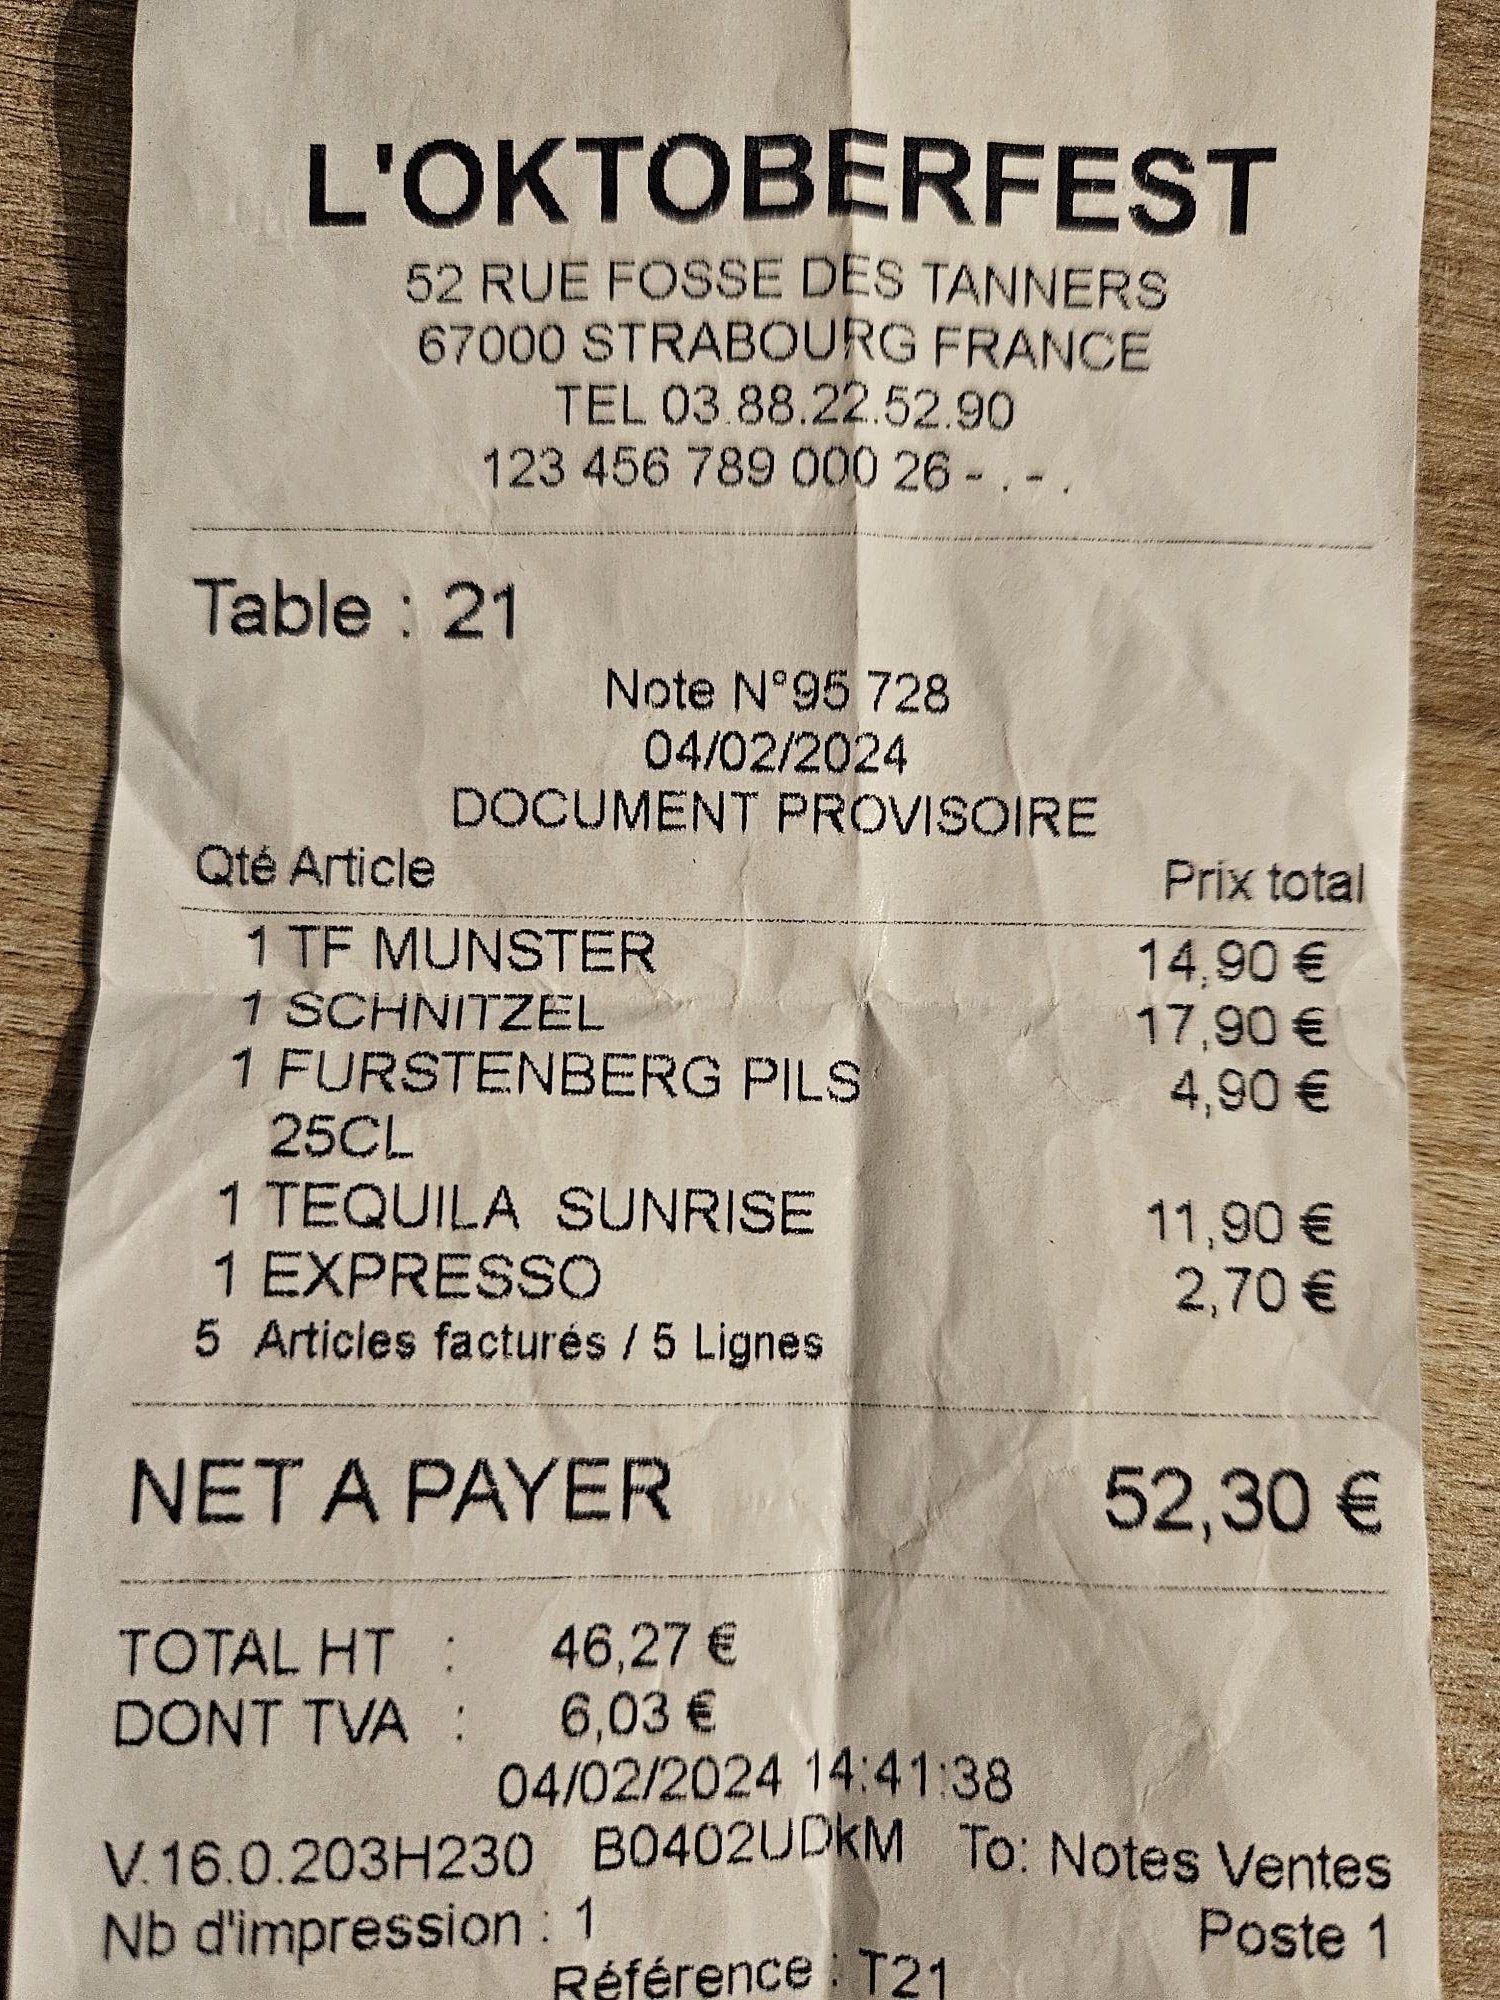 L'OKTOBERFEST
52 RUE FOSSE DES TANNERS
67000 STRABOURG FRANCE
TEL 03.88.22.52.90
123 456 789 000 26 - . - .
Table : 21
Note N°95 728
04/02/2024
DOCUMENT PROVISOIRE
Qté Article Prix total
1 TF MUNSTER 14,90 €
1 SCHNITZEL 17,90 €
1 FURSTENBERG PILS 4,90 €
25CL
1 TEQUILA SUNRISE 11,90 €
1 EXPRESSO 2,70 €
5 Articles facturés / 5 Lignes
NET A PAYER 52,30 €
TOTAL HT : 46,27 €
DONT TVA : 6,03 €
04/02/2024 14:41:38
V.16.0.203H230 B0402UDkM To: Notes Ventes
Nb d'impression : 1 Poste 1
Référence : T21